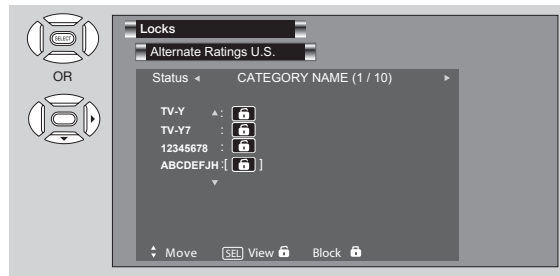 SELECT
OR
Locks
Alternate Ratings U.S.
Status CATEGORY NAME (1 / 10)
TV-Y :
TV-Y7 :
12345678 :
ABCDEFJH :[ ]
Move SEL View Block